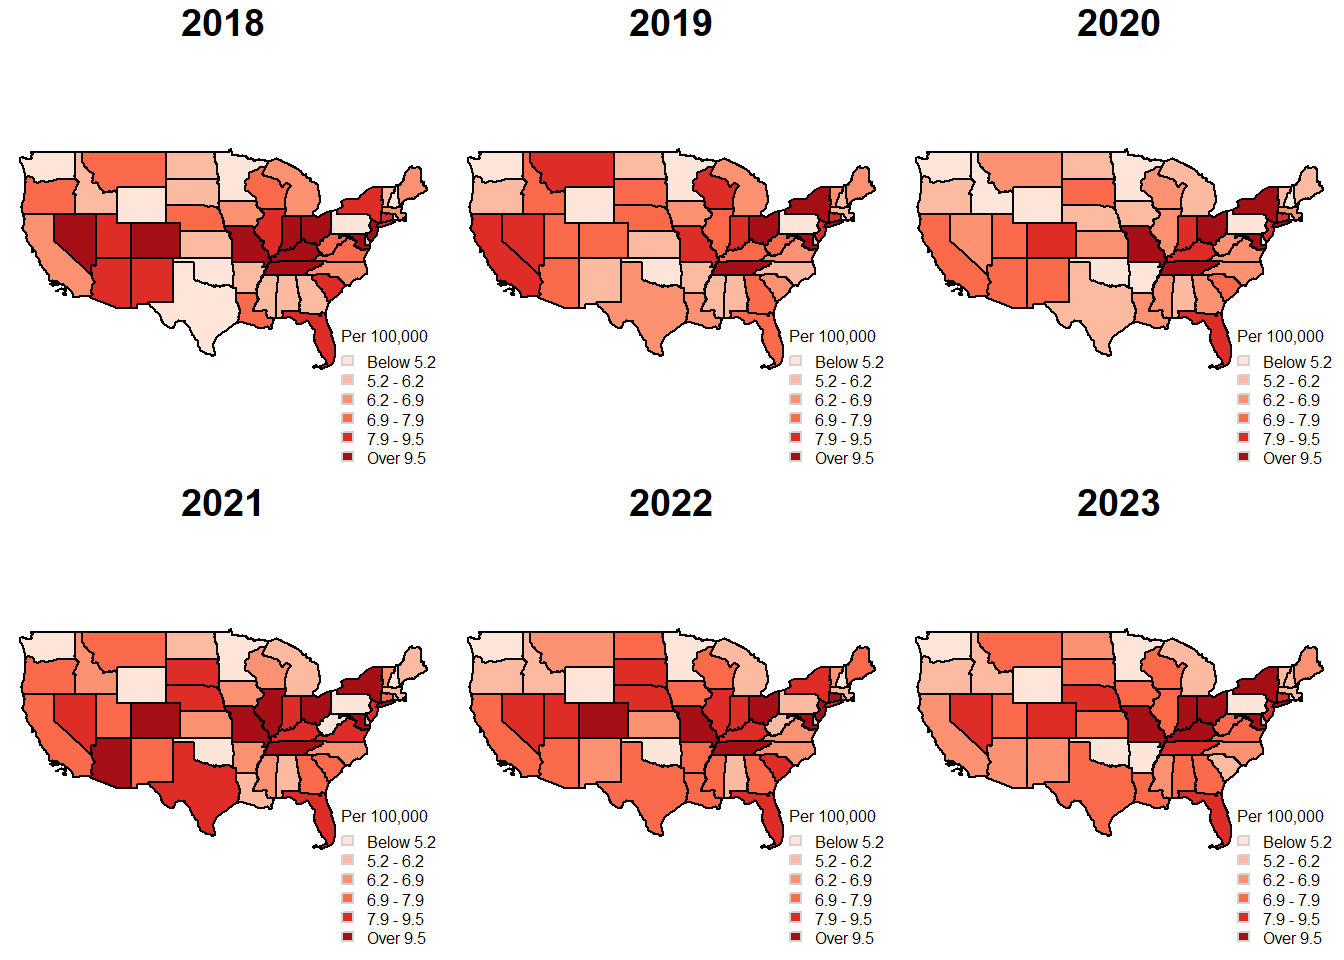 2018
2019
2020
Per 100,000
Below 5.2
5.2 - 6.2
6.2 - 6.9
6.9 - 7.9
7.9 - 9.5
Over 9.5
Per 100,000
Below 5.2
5.2 - 6.2
6.2 - 6.9
6.9 - 7.9
7.9 - 9.5
Over 9.5
Per 100,000
Below 5.2
5.2 - 6.2
6.2 - 6.9
6.9 - 7.9
7.9 - 9.5
Over 9.5
2021
2022
2023
Per 100,000
Below 5.2
5.2 - 6.2
6.2 - 6.9
6.9 - 7.9
7.9 - 9.5
Over 9.5
Per 100,000
Below 5.2
5.2 - 6.2
6.2 - 6.9
6.9 - 7.9
7.9 - 9.5
Over 9.5
Per 100,000
Below 5.2
5.2 - 6.2
6.2 - 6.9
6.9 - 7.9
7.9 - 9.5
Over 9.5